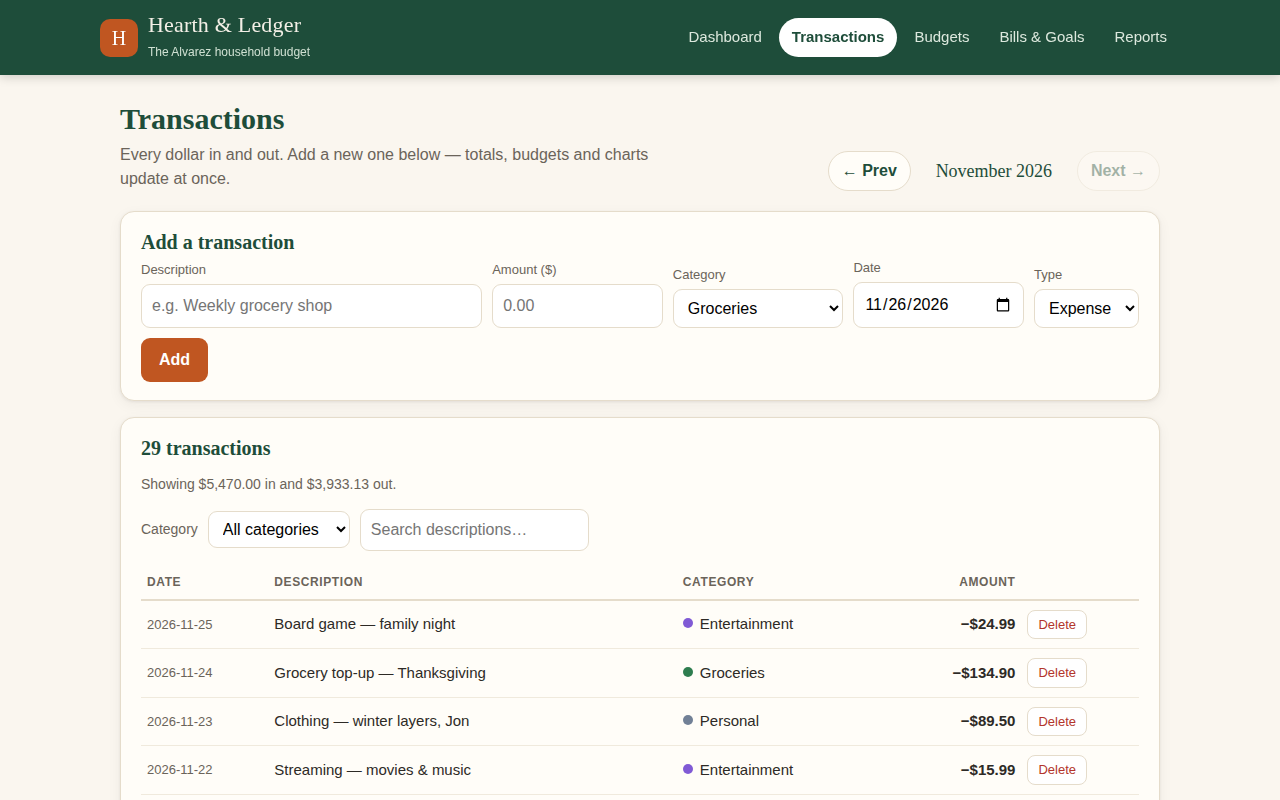 H
Hearth & Ledger
The Alvarez household budget
Dashboard
Transactions
Budgets
Bills & Goals
Reports
Transactions
Every dollar in and out. Add a new one below — totals, budgets and charts
update at once.
← Prev
November 2026
Next →
Add a transaction
Description
Amount ($)
Category
Date
Type
e.g. Weekly grocery shop
0.00
Groceries
11/26/2026
Expense
Add
29 transactions
Showing $5,470.00 in and $3,933.13 out.
Category
All categories
Search descriptions…
DATE DESCRIPTION CATEGORY AMOUNT
2026-11-25 Board game — family night Entertainment −$24.99 Delete
2026-11-24 Grocery top-up — Thanksgiving Groceries −$134.90 Delete
2026-11-23 Clothing — winter layers, Jon Personal −$89.50 Delete
2026-11-22 Streaming — movies & music Entertainment −$15.99 Delete